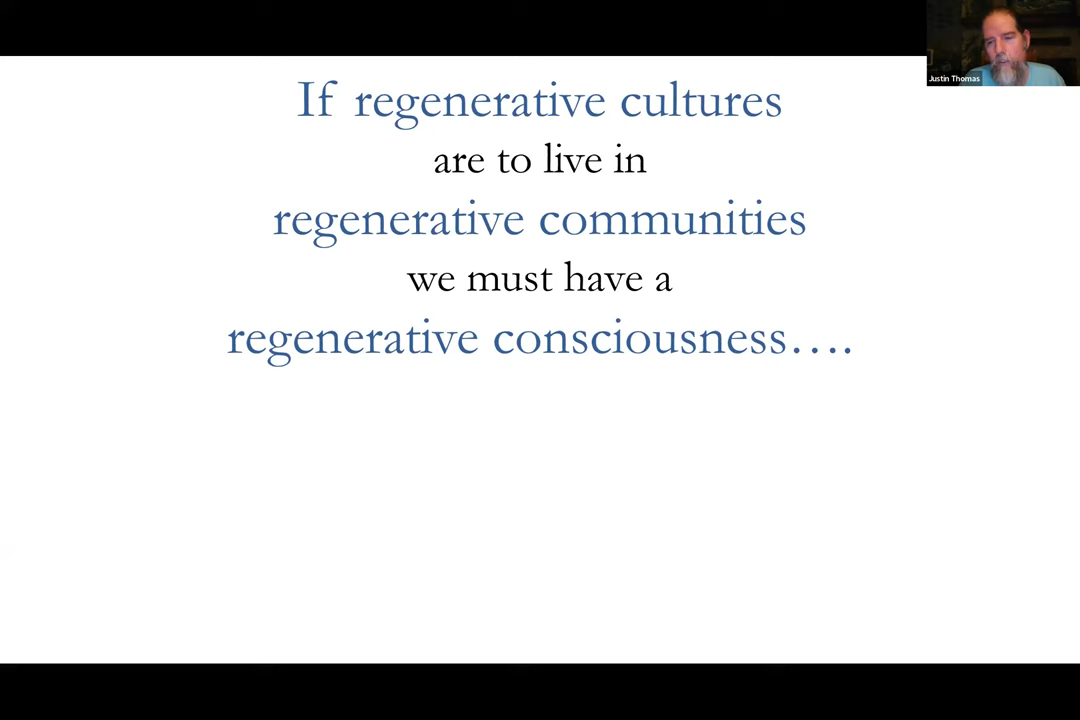 Justin Thomas
If regenerative cultures
are to live in
regenerative communities
we must have a
regenerative consciousness….